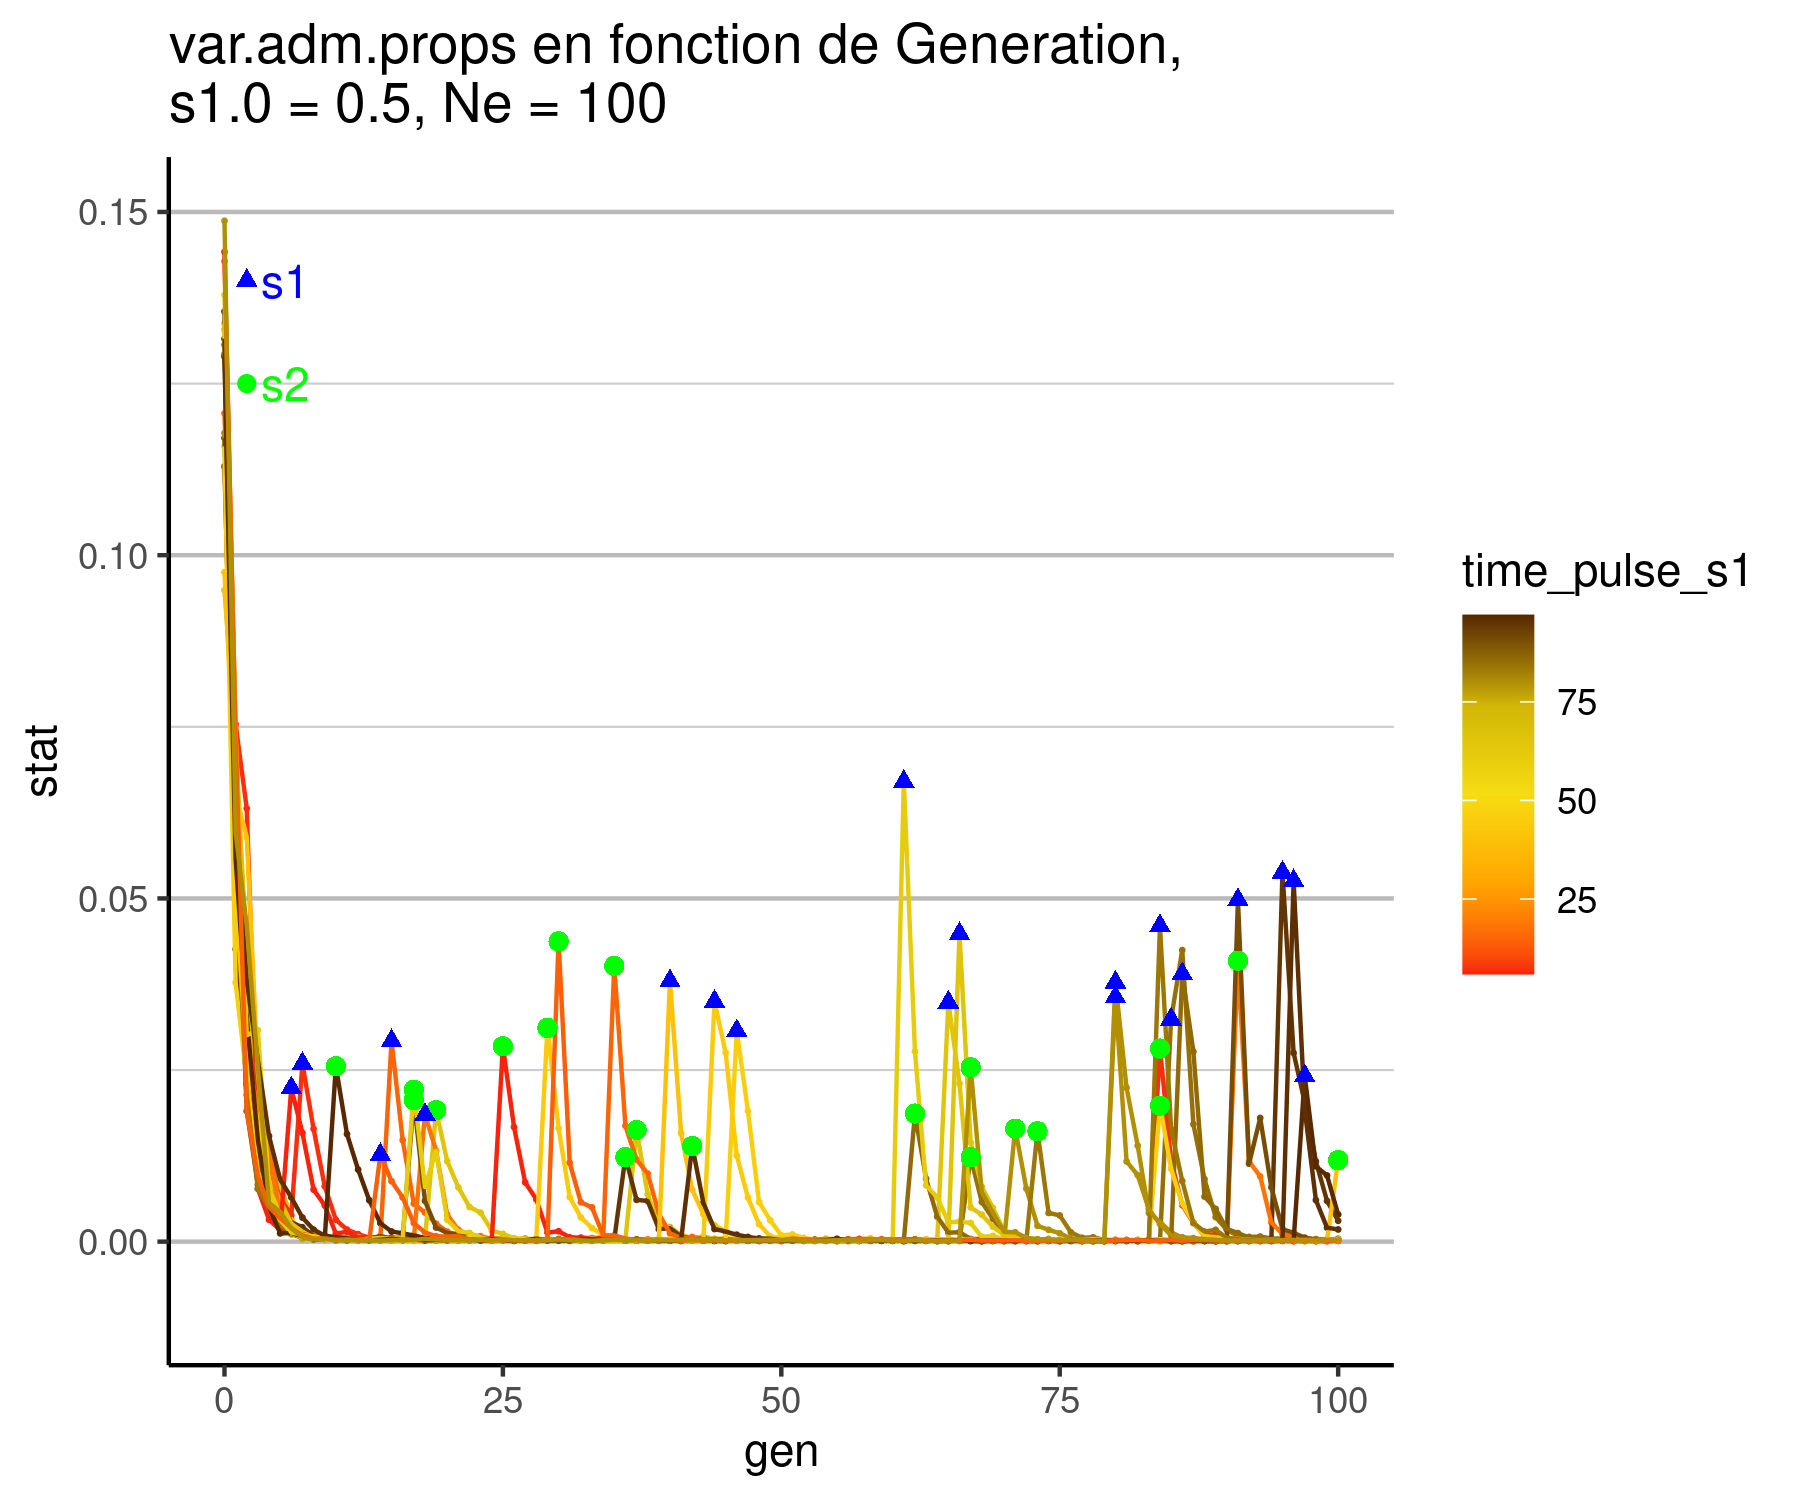 var.adm.props en fonction de Generation,
s1.0 = 0.5, Ne = 100
0.15
s1
s2
0.10
0.05
0.00
stat
0
25
50
75
100
gen
time_pulse_s1
75
50
25